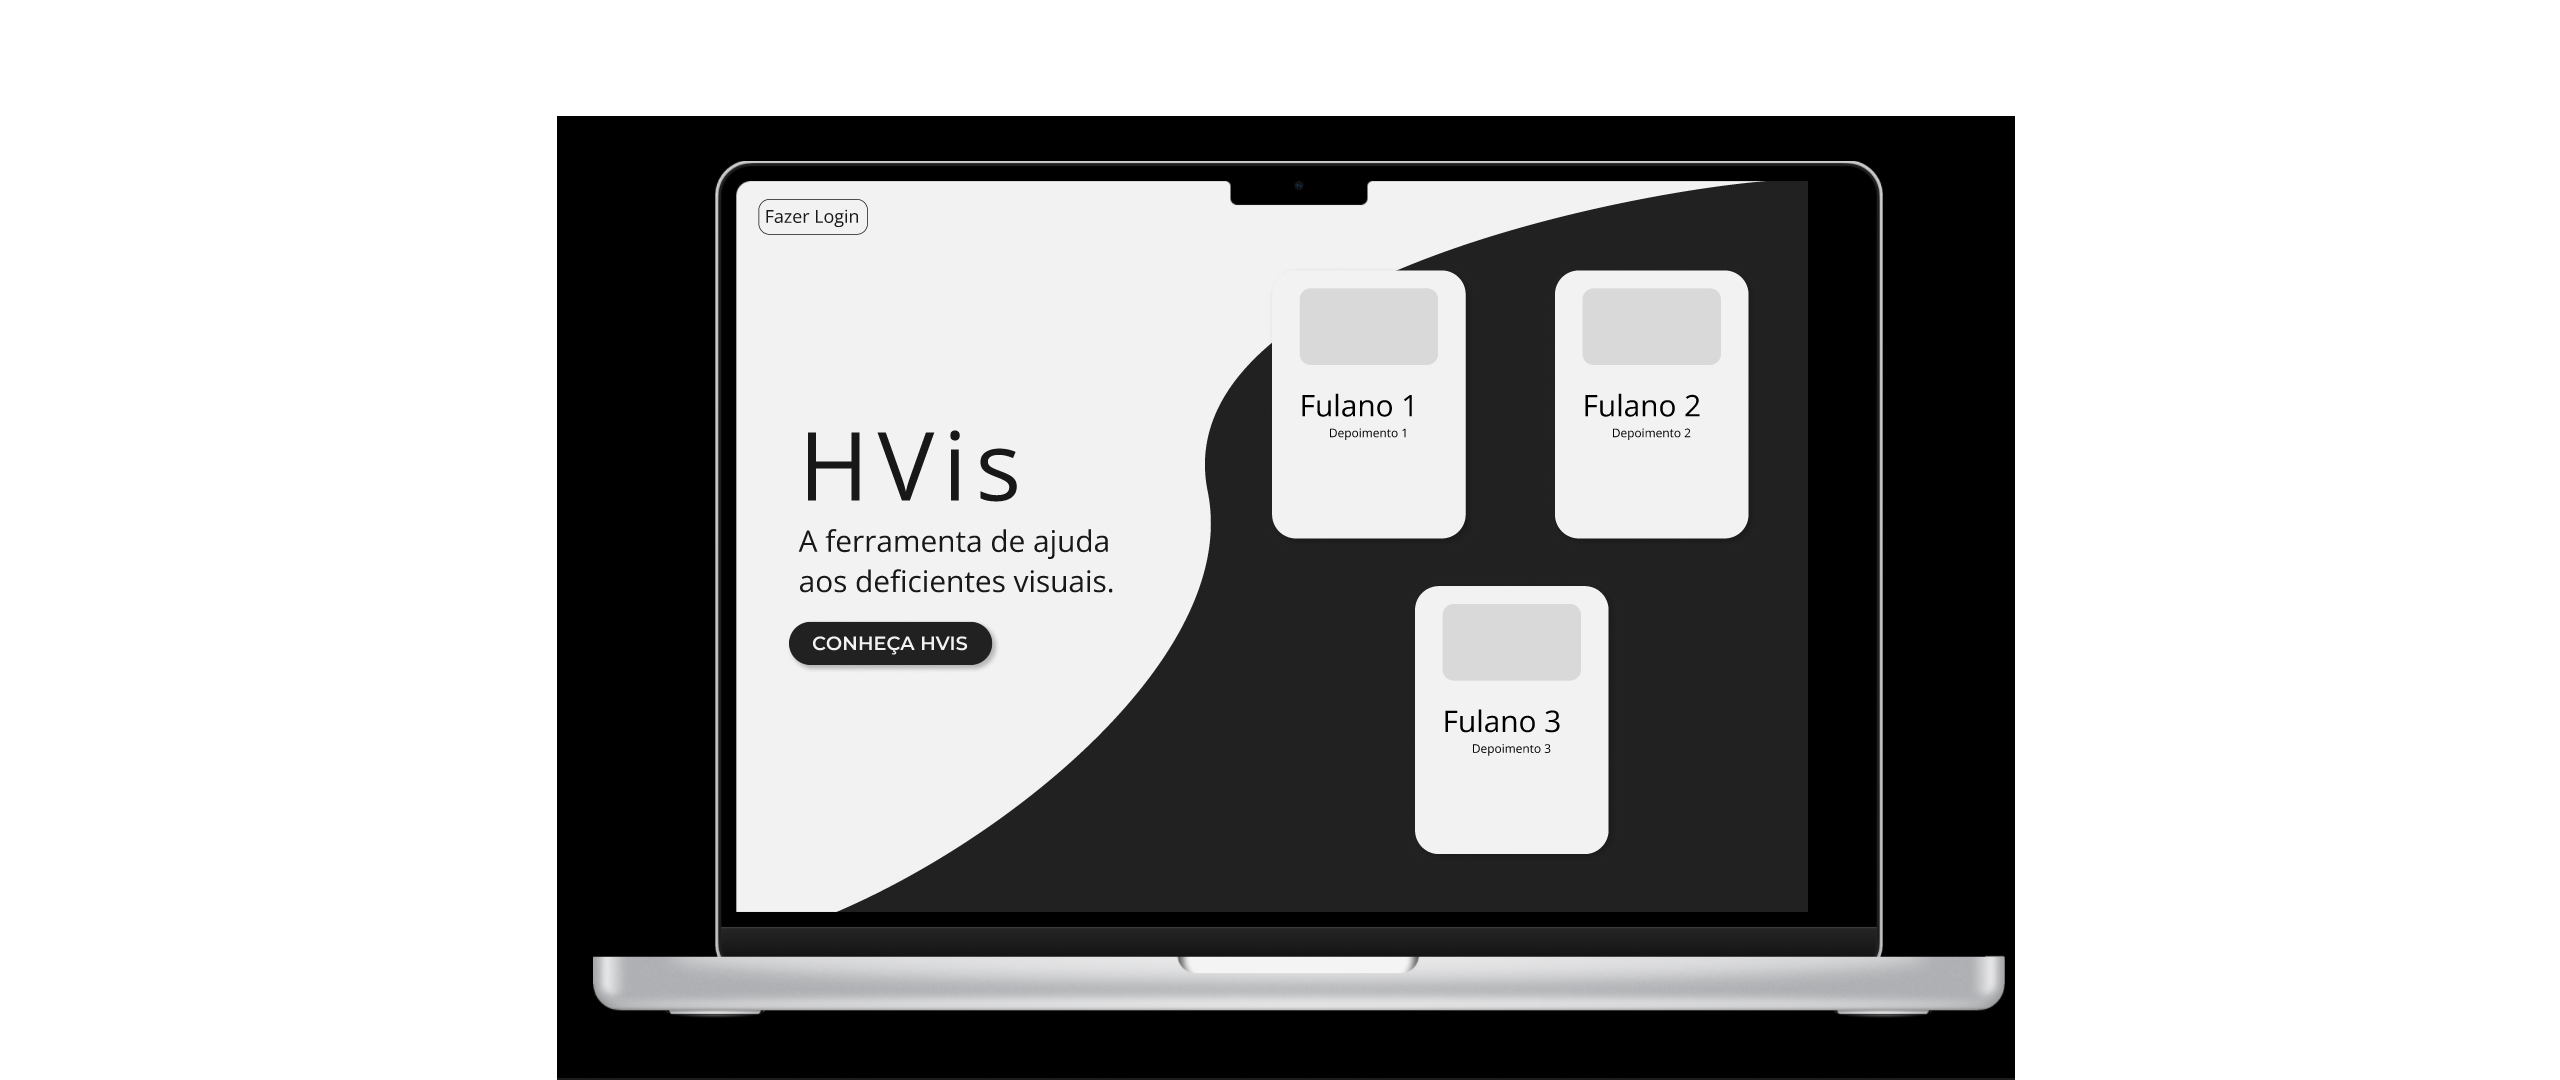 Fazer Login
HVis
A ferramenta de ajuda
aos deficientes visuais.
CONHEÇA HVIS
Fulano 1
Depoimento 1
Fulano 2
Depoimento 2
Fulano 3
Depoimento 3